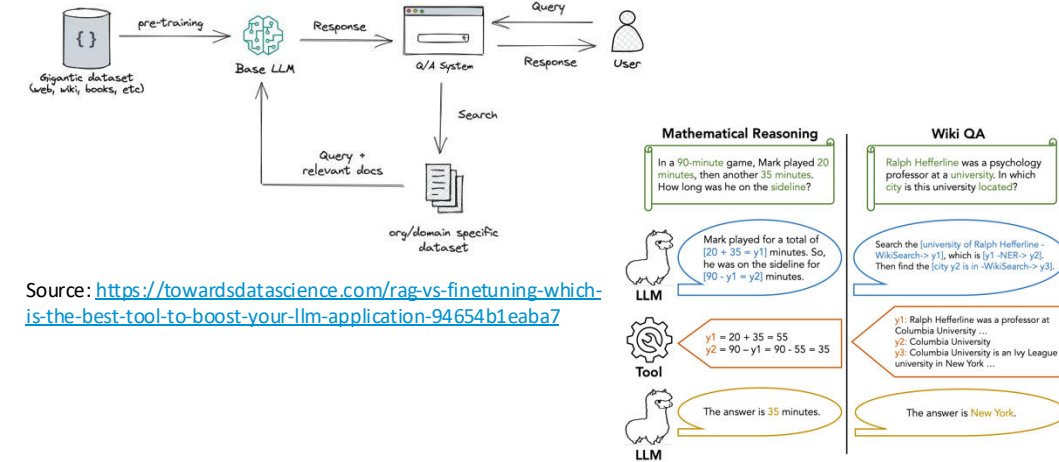 pre-training
Response
Query
Response
{ }
Gigantic dataset
(web, wiki, books, etc)
Base LLM
Q/A System
User
Search
Query +
relevant docs
org/domain specific
dataset
Source: https://towardsdatascience.com/rag-vs-finetuning-which-
is-the-best-tool-to-boost-your-llm-application-94654b1eaba7
Mathematical Reasoning
In a 90-minute game, Mark played 20
minutes, then another 35 minutes.
How long was he on the sideline?
LLM
Mark played for a total of
[20 + 35 = y1] minutes. So,
he was on the sideline for
[90 - y1 = y2] minutes.
Tool
y1 = 20 + 35 = 55
y2 = 90 – y1 = 90 - 55 = 35
LLM
The answer is 35 minutes.
Wiki QA
Ralph Hefferline was a psychology
professor at a university. In which
city is this university located?
Search the [university of Ralph Hefferline -
WikiSearch-> y1], which is [y1 -NER-> y2].
Then find the [city y2 is in -WikiSearch-> y3].
y1: Ralph Hefferline was a professor at
Columbia University ...
y2: Columbia University
y3: Columbia University is an Ivy League
university in New York ...
The answer is New York.